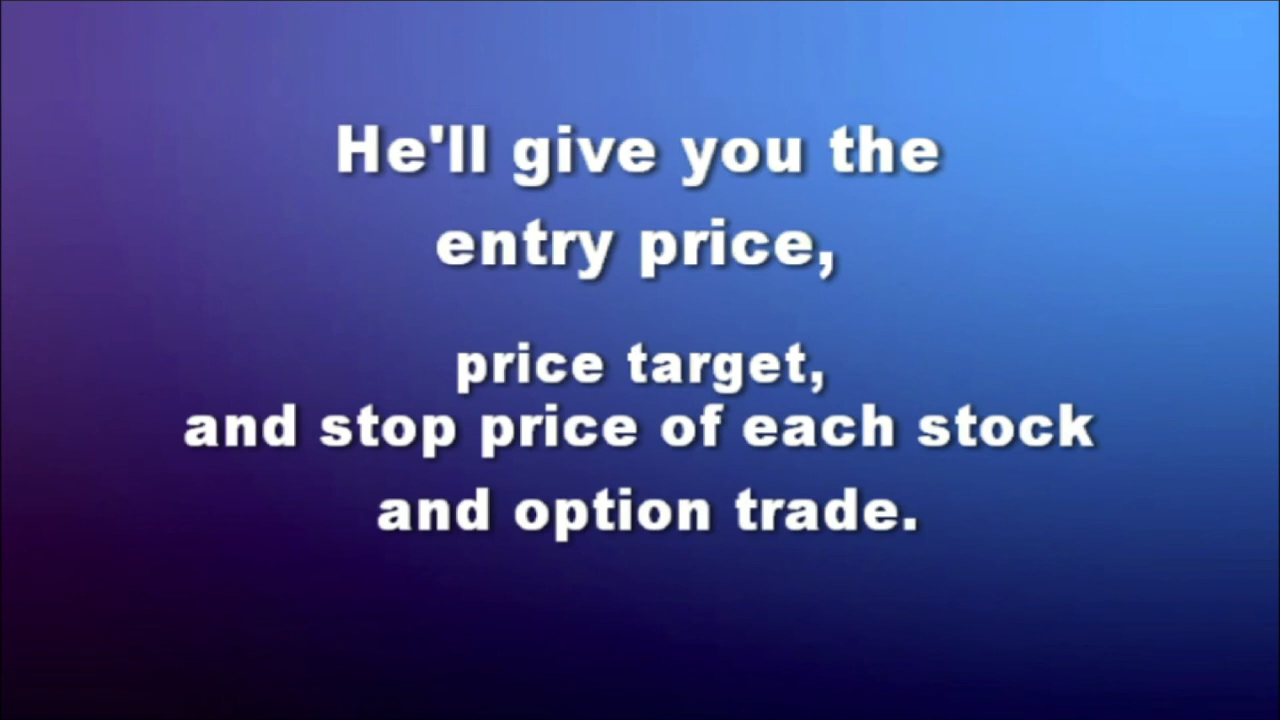 He'll give you the
entry price,
price target,
and stop price of each stock
and option trade.